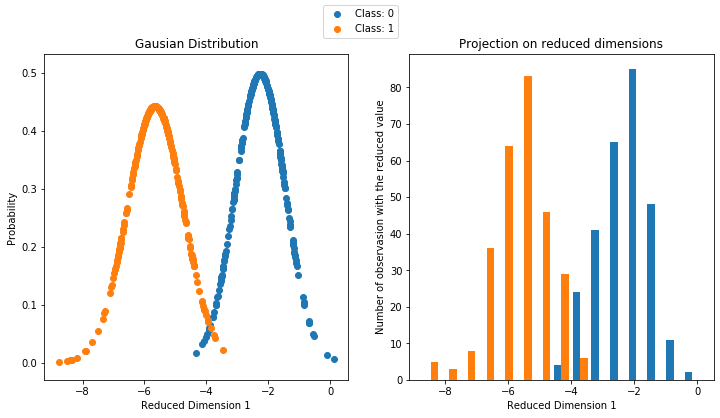 Class: 0
Class: 1
Gausian Distribution
Projection on reduced dimensions
Probability
0.5
0.4
0.3
0.2
0.1
0.0
−8 −6 −4 −2 0
Reduced Dimension 1
Number of observasion with the reduced value
80
70
60
50
40
30
20
10
0
−8 −6 −4 −2 0
Reduced Dimension 1